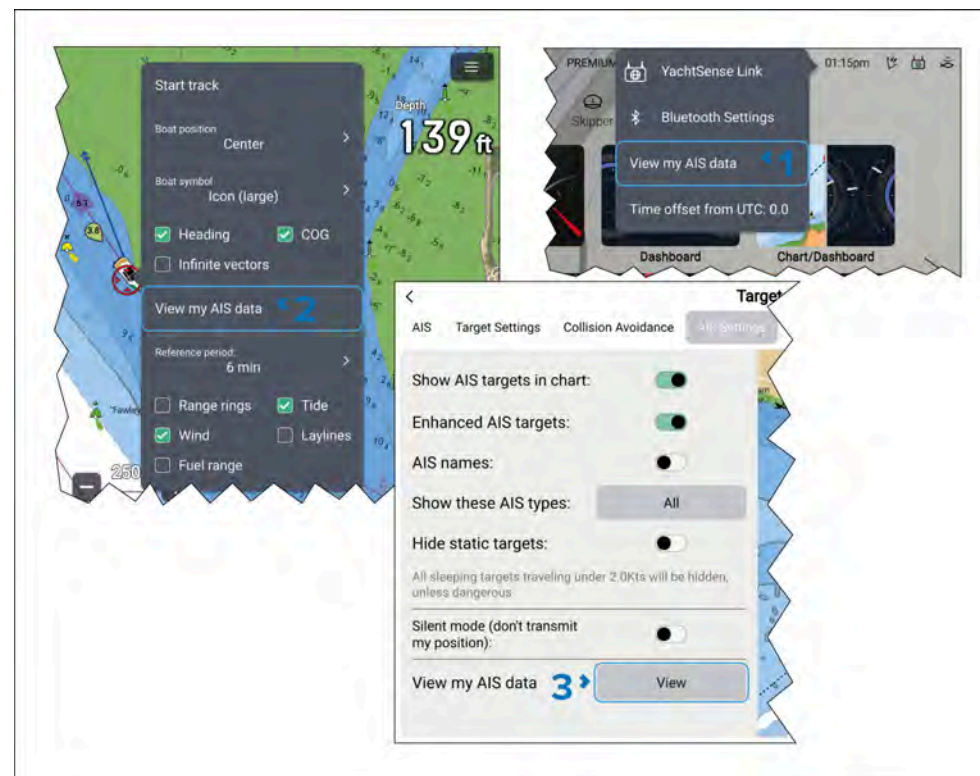 Start track
Boat position
Center
Boat symbol
Icon (large)
Heading
COG
Infinite vectors
View my AIS data
2
Reference period:
6 min
Range rings
Tide
Wind
Laylines
Fuel range
Depth
139 ft
250
PREMIUM
YachtSense Link
01:15pm
Skipper
Bluetooth Settings
View my AIS data
1
Time offset from UTC: 0.0
Dashboard
Chart/Dashboard
Target
AIS
Target Settings
Collision Avoidance
AIS Settings
Show AIS targets in chart:
Enhanced AIS targets:
AIS names:
Show these AIS types:
All
Hide static targets:
All sleeping targets traveling under 2.0Kts will be hidden,
unless dangerous
Silent mode (don't transmit
my position):
View my AIS data
3
View